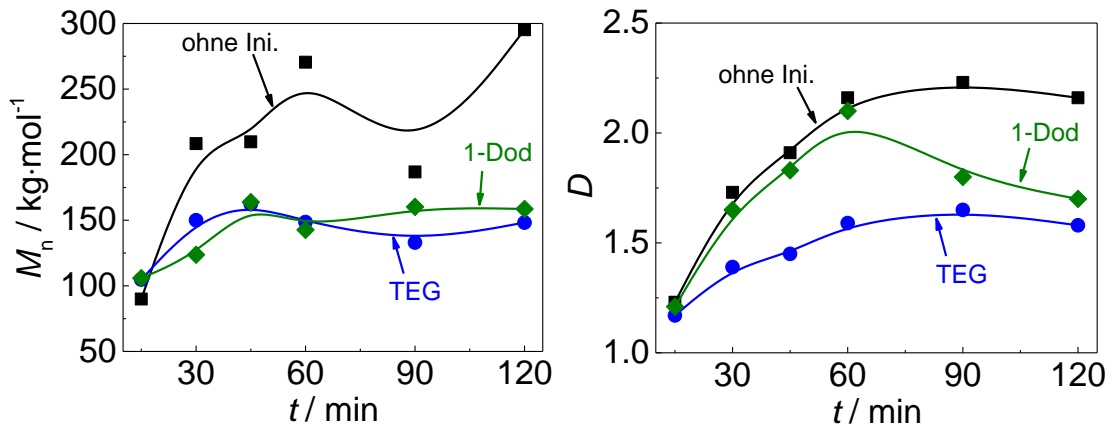 300
250
200
150
100
50
Mn / kg·mol-1
ohne Ini.
1-Dod
TEG
30 60 90 120
t / min
2.5
2.0
1.5
1.0
D
ohne Ini.
1-Dod
TEG
30 60 90 120
t / min